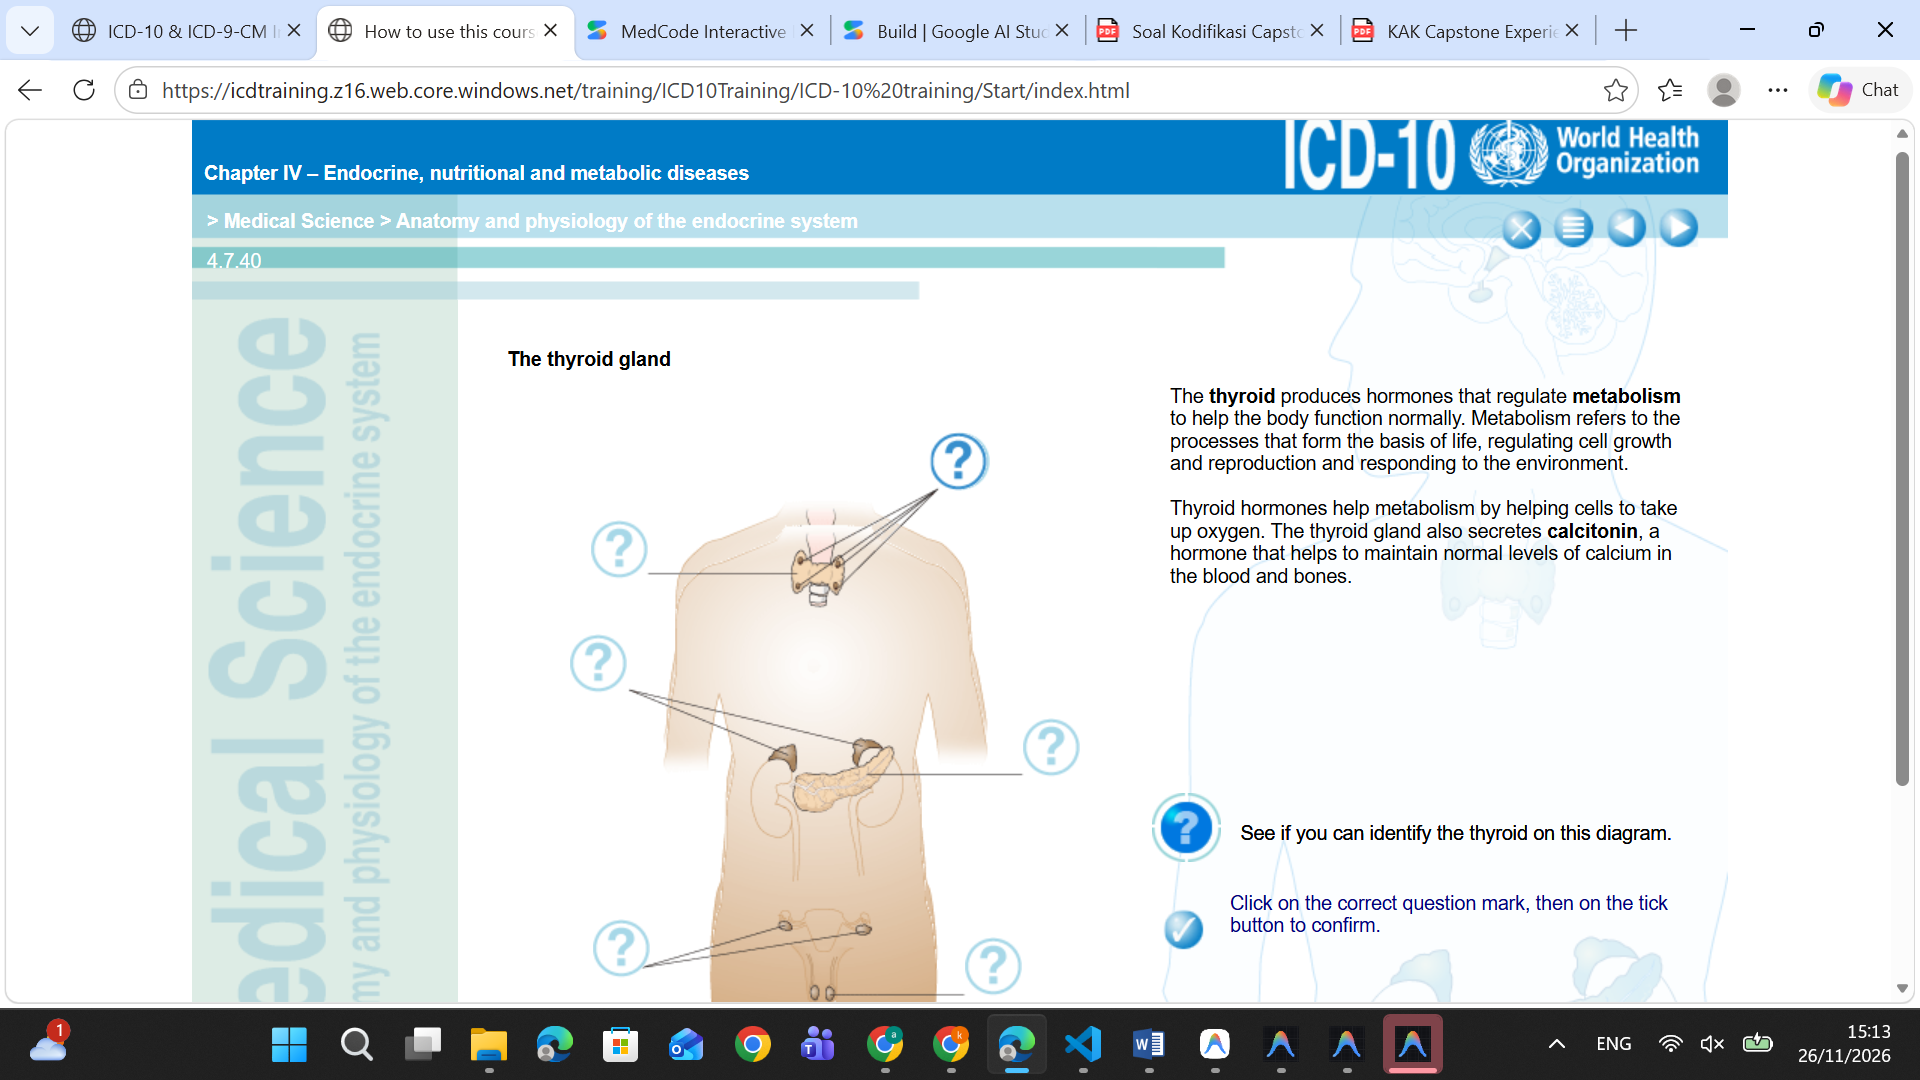 ICD-10 & ICD-9-CM I
How to use this cours
MedCode Interactive
Build | Google AI Stud
Soal Kodifikasi Capsto
KAK Capstone Experie
https://icdtraining.z16.web.core.windows.net/training/ICD10Training/ICD-10%20training/Start/index.html
Chat
Chapter IV – Endocrine, nutritional and metabolic diseases
ICD-10
World Health
Organization
> Medical Science > Anatomy and physiology of the endocrine system
4.7.40
edical Science
my and physiology of the endocrine system
The thyroid gland
The thyroid produces hormones that regulate metabolism
to help the body function normally. Metabolism refers to the
processes that form the basis of life, regulating cell growth
and reproduction and responding to the environment.
Thyroid hormones help metabolism by helping cells to take
up oxygen. The thyroid gland also secretes calcitonin, a
hormone that helps to maintain normal levels of calcium in
the blood and bones.
?
?
?
?
?
?
?
See if you can identify the thyroid on this diagram.
Click on the correct question mark, then on the tick
button to confirm.
1
ENG
15:13
26/11/2026